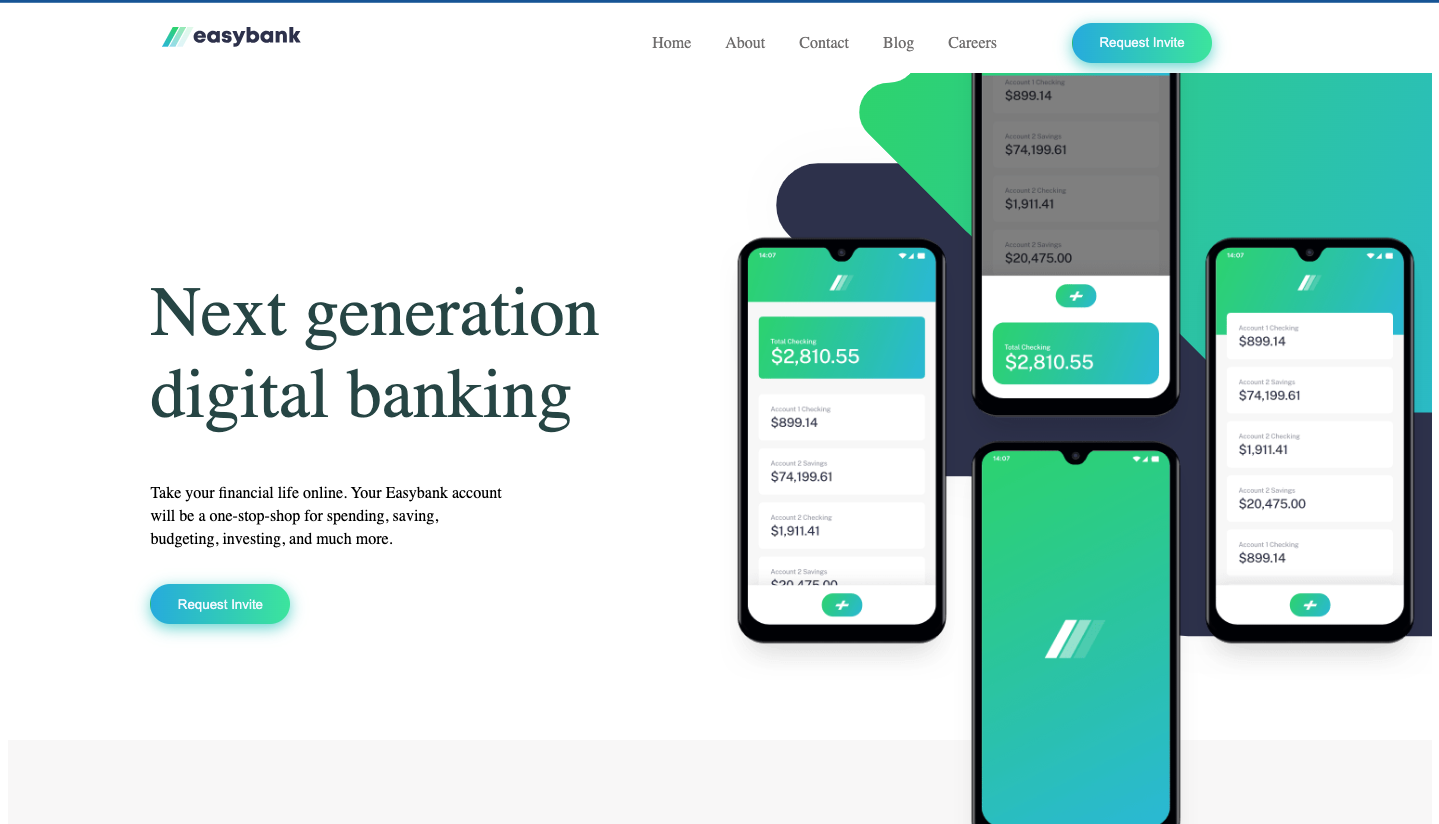 easybank
Home About Contact Blog Careers Request Invite
Next generation
digital banking
Take your financial life online. Your Easybank account
will be a one-stop-shop for spending, saving,
budgeting, investing, and much more.
Request Invite
14:07
Total Checking
$2,810.55
Account 1 Checking
$899.14
Account 2 Savings
$74,199.61
Account 2 Checking
$1,911.41
Account 2 Savings
$20,475.00
Account 1 Checking
$899.14
Account 2 Savings
$74,199.61
Account 2 Checking
$1,911.41
Account 2 Savings
$20,475.00
Total Checking
$2,810.55
14:07
14:07
Account 1 Checking
$899.14
Account 2 Savings
$74,199.61
Account 2 Checking
$1,911.41
Account 2 Savings
$20,475.00
Account 1 Checking
$899.14